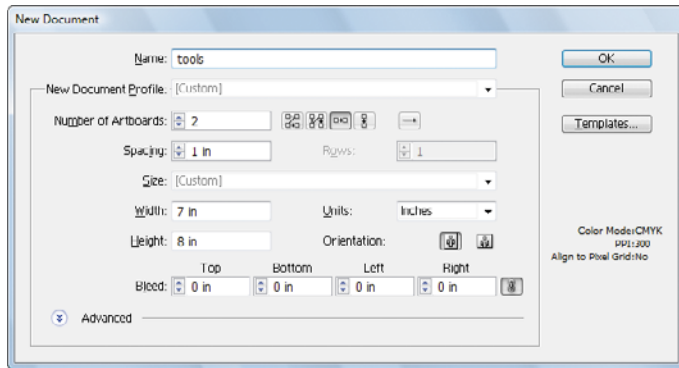 New Document
Name: tools
OK
New Document Profile: [Custom]
Cancel
Number of Artboards: 2
Templates...
Spacing: 1 in Rows: 1
Size: [Custom]
Width: 7 in Units: Inches
Height: 8 in Orientation:
Color Mode:CMYK
PPI:300
Align to Pixel Grid:No
Top Bottom Left Right
Bleed: 0 in 0 in 0 in 0 in
Advanced